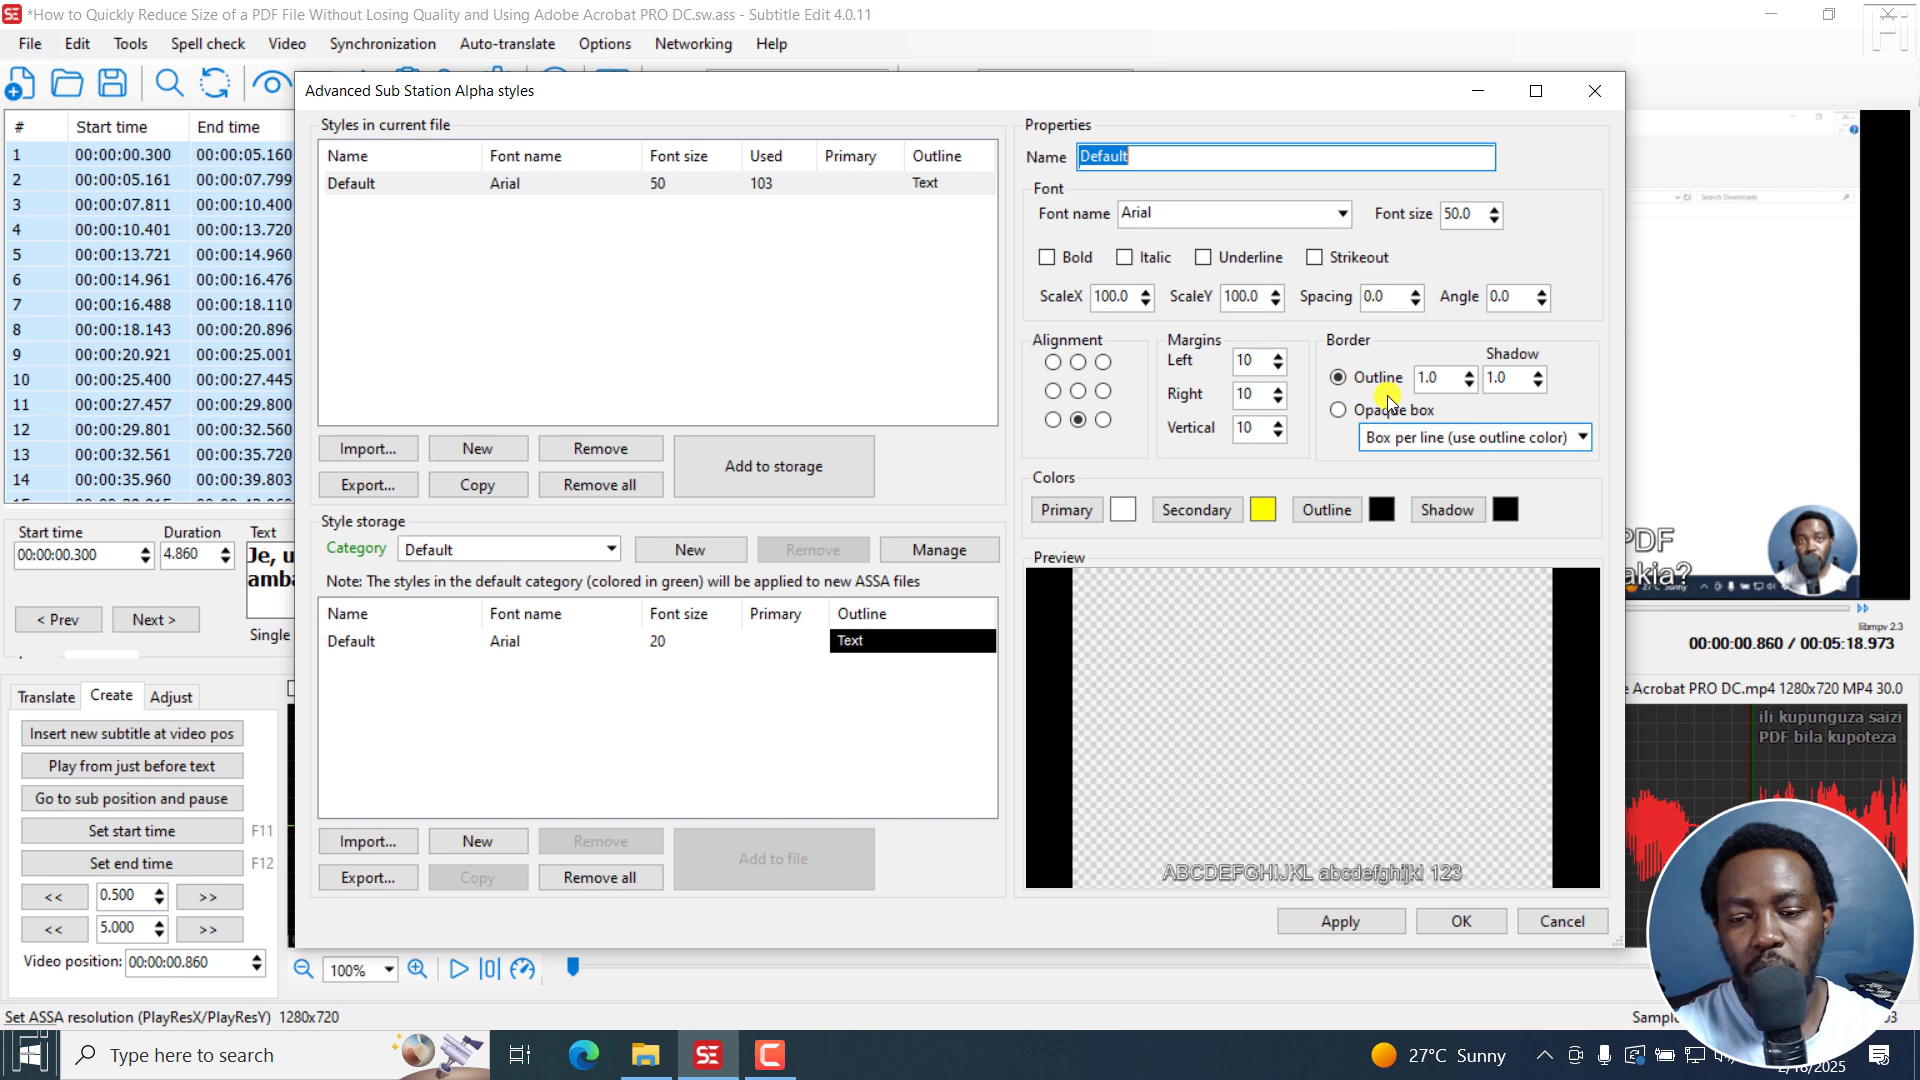 *How to Quickly Reduce Size of a PDF File Without Losing Quality and Using Adobe Acrobat PRO DC.sw.ass - Subtitle Edit 4.0.11
File Edit Tools Spell check Video Synchronization Auto-translate Options Networking Help
Advanced Sub Station Alpha styles
# Start time End time
1 00:00:00.300 00:00:05.160
2 00:00:05.161 00:00:07.799
3 00:00:07.811 00:00:10.400
4 00:00:10.401 00:00:13.720
5 00:00:13.721 00:00:14.960
6 00:00:14.961 00:00:16.476
7 00:00:16.488 00:00:18.110
8 00:00:18.143 00:00:20.896
9 00:00:20.921 00:00:25.001
10 00:00:25.400 00:00:27.445
11 00:00:27.457 00:00:29.800
12 00:00:29.801 00:00:32.560
13 00:00:32.561 00:00:35.720
14 00:00:35.960 00:00:39.803
Start time Duration Text
00:00:00.300 4.860 Je, u
amba
< Prev Next >
Single
Translate Create Adjust
Insert new subtitle at video pos
Play from just before text
Go to sub position and pause
Set start time F11
Set end time F12
<< 0.500 >>
<< 5.000 >>
Video position: 00:00:00.860
Styles in current file
Name Font name Font size Used Primary Outline
Default Arial 50 103 Text
Import... New Remove Add to storage
Export... Copy Remove all
Style storage
Category Default New Remove Manage
Note: The styles in the default category (colored in green) will be applied to new ASSA files
Name Font name Font size Primary Outline
Default Arial 20 Text
Import... New Remove Add to file
Export... Copy Remove all
Properties
Name Default
Font
Font name Arial Font size 50.0
Bold Italic Underline Strikeout
ScaleX 100.0 ScaleY 100.0 Spacing 0.0 Angle 0.0
Alignment Margins Border
Left 10 Shadow
Outline 1.0 1.0
Right 10
Opaque box
Vertical 10 Box per line (use outline color)
Colors
Primary Secondary Outline Shadow
Preview
ABCDEFGHIJKL abcdefghijkl 123
Apply OK Cancel
Search Downloads
PDF
akia?
27°C Sunny
libmpv 2.3
00:00:00.860 / 00:05:18.973
e Acrobat PRO DC.mp4 1280x720 MP4 30.0
ili kupunguza saizi
PDF bila kupoteza
100%
Set ASSA resolution (PlayResX/PlayResY) 1280x720
Type here to search
27°C Sunny